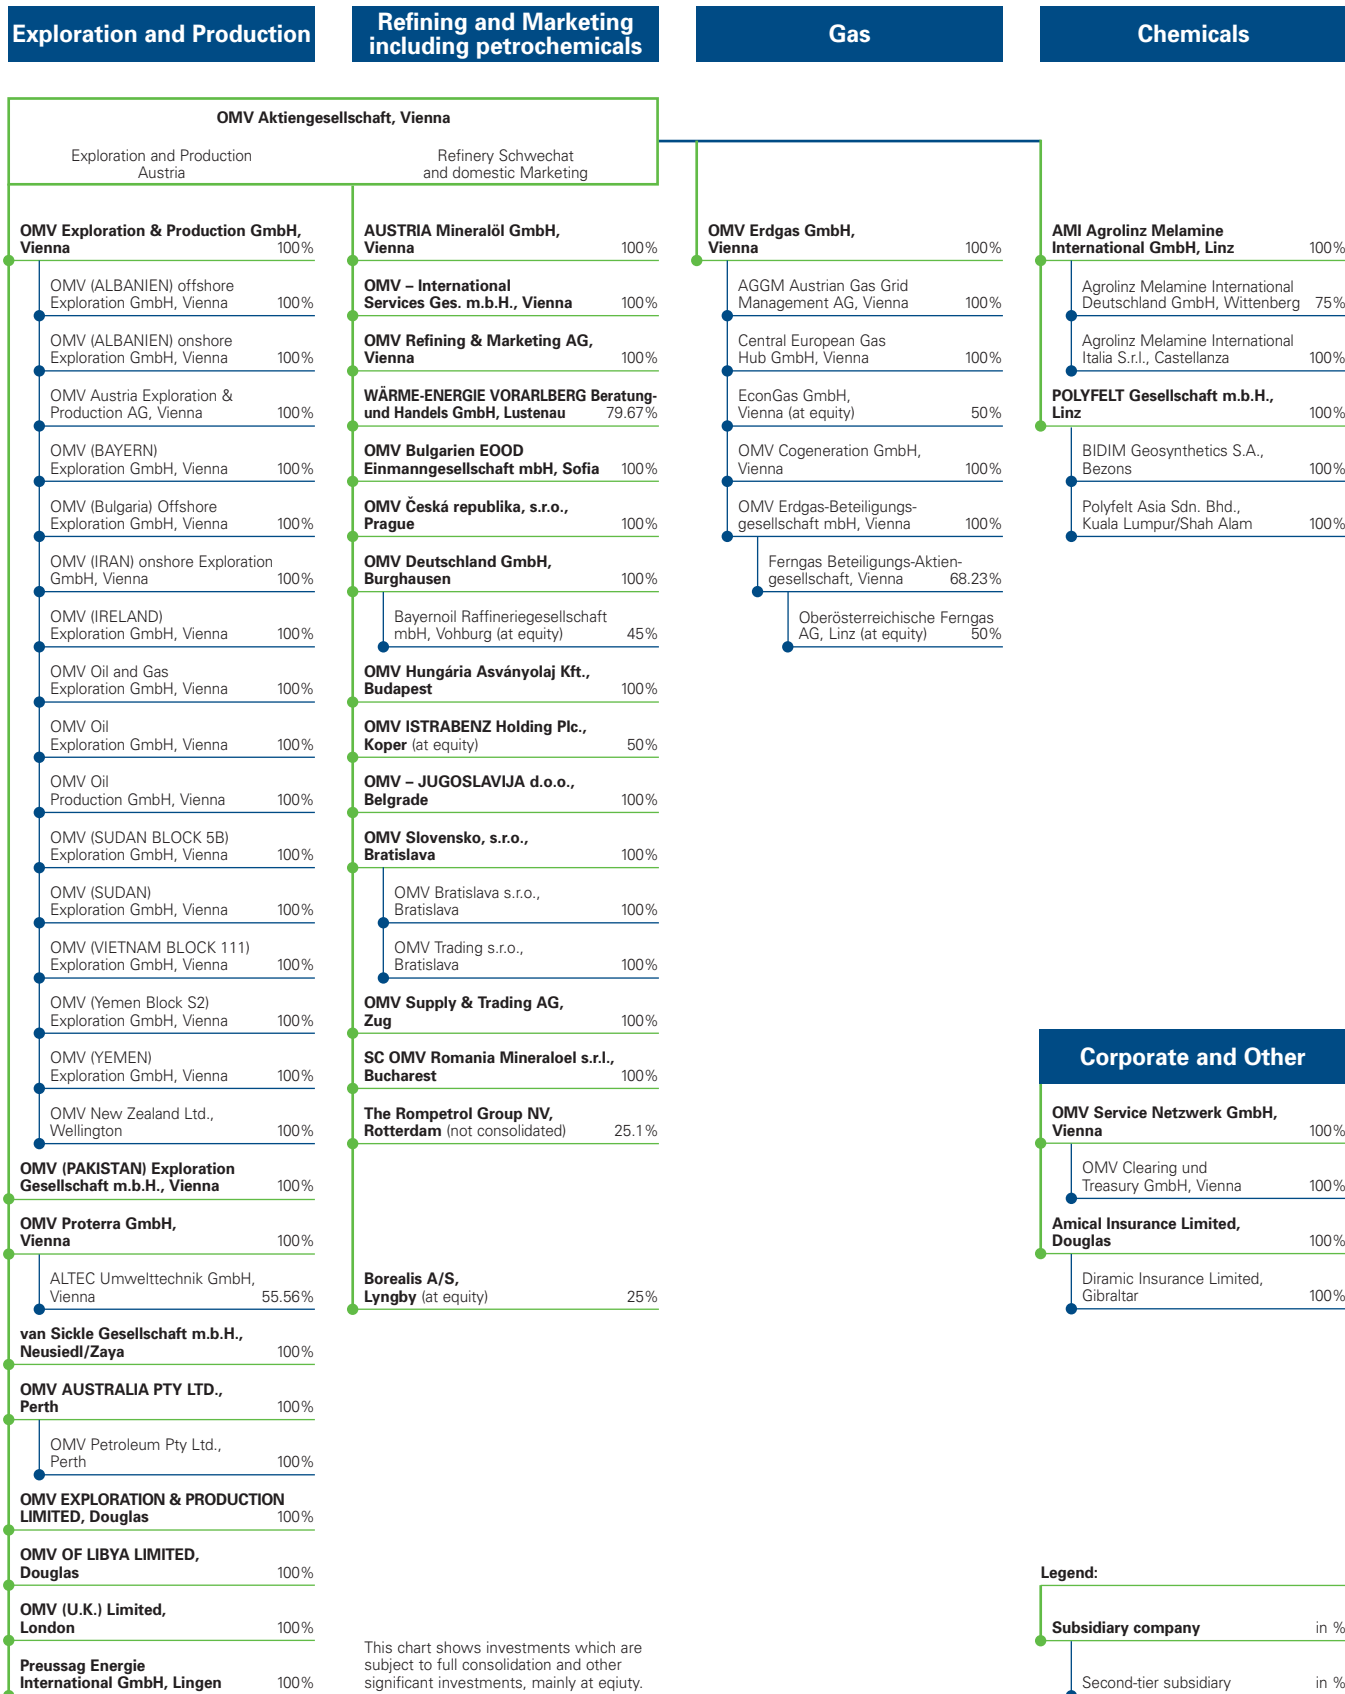 Exploration and Production
Refining and Marketing
including petrochemicals
Gas
Chemicals
OMV Aktiengesellschaft, Vienna
Exploration and Production
Austria
Refinery Schwechat
and domestic Marketing
OMV Exploration & Production GmbH,
Vienna 100%
OMV (ALBANIEN) offshore
Exploration GmbH, Vienna 100%
OMV (ALBANIEN) onshore
Exploration GmbH, Vienna 100%
OMV Austria Exploration &
Production AG, Vienna 100%
OMV (BAYERN)
Exploration GmbH, Vienna 100%
OMV (Bulgaria) Offshore
Exploration GmbH, Vienna 100%
OMV (IRAN) onshore Exploration
GmbH, Vienna 100%
OMV (IRELAND)
Exploration GmbH, Vienna 100%
OMV Oil and Gas
Exploration GmbH, Vienna 100%
OMV Oil
Exploration GmbH, Vienna 100%
OMV Oil
Production GmbH, Vienna 100%
OMV (SUDAN BLOCK 5B)
Exploration GmbH, Vienna 100%
OMV (SUDAN)
Exploration GmbH, Vienna 100%
OMV (VIETNAM BLOCK 111)
Exploration GmbH, Vienna 100%
OMV (Yemen Block S2)
Exploration GmbH, Vienna 100%
OMV (YEMEN)
Exploration GmbH, Vienna 100%
OMV New Zealand Ltd.,
Wellington 100%
OMV (PAKISTAN) Exploration
Gesellschaft m.b.H., Vienna 100%
OMV Proterra GmbH,
Vienna 100%
ALTEC Umwelttechnik GmbH,
Vienna 55.56%
van Sickle Gesellschaft m.b.H.,
Neusiedl/Zaya 100%
OMV AUSTRALIA PTY LTD.,
Perth 100%
OMV Petroleum Pty Ltd.,
Perth 100%
OMV EXPLORATION & PRODUCTION
LIMITED, Douglas 100%
OMV OF LIBYA LIMITED,
Douglas 100%
OMV (U.K.) Limited,
London 100%
Preussag Energie
International GmbH, Lingen 100%
AUSTRIA Mineralöl GmbH,
Vienna 100%
OMV – International
Services Ges. m.b.H., Vienna 100%
OMV Refining & Marketing AG,
Vienna 100%
WÄRME-ENERGIE VORARLBERG Beratung-
und Handels GmbH, Lustenau 79.67%
OMV Bulgarien EOOD
Einmanngesellschaft mbH, Sofia 100%
OMV Česká republika, s.r.o.,
Prague 100%
OMV Deutschland GmbH,
Burghausen 100%
Bayernoil Raffineriegesellschaft
mbH, Vohburg (at equity) 45%
OMV Hungária Asványolaj Kft.,
Budapest 100%
OMV ISTRABENZ Holding Plc.,
Koper (at equity) 50%
OMV – JUGOSLAVIJA d.o.o.,
Belgrade 100%
OMV Slovensko, s.r.o.,
Bratislava 100%
OMV Bratislava s.r.o.,
Bratislava 100%
OMV Trading s.r.o.,
Bratislava 100%
OMV Supply & Trading AG,
Zug 100%
SC OMV Romania Mineraloel s.r.l.,
Bucharest 100%
The Rompetrol Group NV,
Rotterdam (not consolidated) 25.1%
Borealis A/S,
Lyngby (at equity) 25%
This chart shows investments which are
subject to full consolidation and other
significant investments, mainly at eqiuty.
OMV Erdgas GmbH,
Vienna 100%
AGGM Austrian Gas Grid
Management AG, Vienna 100%
Central European Gas
Hub GmbH, Vienna 100%
EconGas GmbH,
Vienna (at equity) 50%
OMV Cogeneration GmbH,
Vienna 100%
OMV Erdgas-Beteiligungs-
gesellschaft mbH, Vienna 100%
Ferngas Beteiligungs-Aktien-
gesellschaft, Vienna 68.23%
Oberösterreichische Ferngas
AG, Linz (at equity) 50%
AMI Agrolinz Melamine
International GmbH, Linz 100%
Agrolinz Melamine International
Deutschland GmbH, Wittenberg 75%
Agrolinz Melamine International
Italia S.r.l., Castellanza 100%
POLYFELT Gesellschaft m.b.H.,
Linz 100%
BIDIM Geosynthetics S.A.,
Bezons 100%
Polyfelt Asia Sdn. Bhd.,
Kuala Lumpur/Shah Alam 100%
Corporate and Other
OMV Service Netzwerk GmbH,
Vienna 100%
OMV Clearing und
Treasury GmbH, Vienna 100%
Amical Insurance Limited,
Douglas 100%
Diramic Insurance Limited,
Gibraltar 100%
Legend:
Subsidiary company in %
Second-tier subsidiary in %